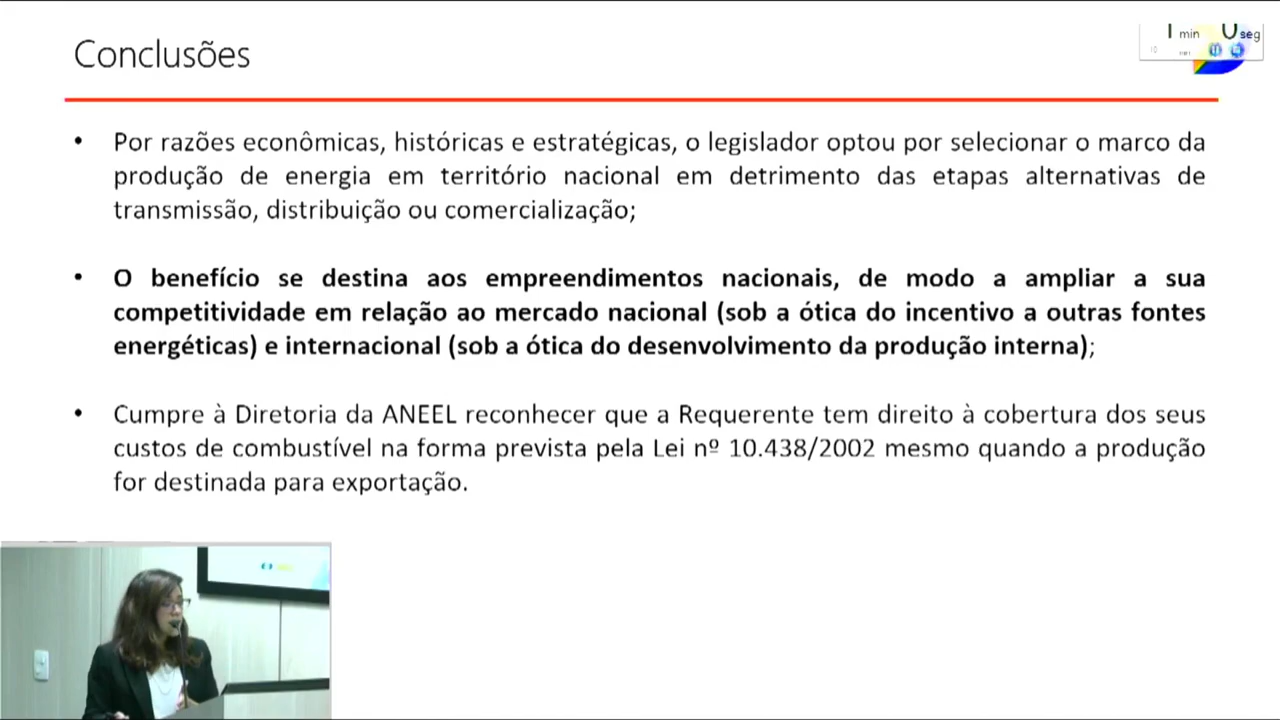 Conclusões
1 min 0 seg
• Por razões econômicas, históricas e estratégicas, o legislador optou por selecionar o marco da
produção de energia em território nacional em detrimento das etapas alternativas de
transmissão, distribuição ou comercialização;
• O benefício se destina aos empreendimentos nacionais, de modo a ampliar a sua
competitividade em relação ao mercado nacional (sob a ótica do incentivo a outras fontes
energéticas) e internacional (sob a ótica do desenvolvimento da produção interna);
• Cumpre à Diretoria da ANEEL reconhecer que a Requerente tem direito à cobertura dos seus
custos de combustível na forma prevista pela Lei nº 10.438/2002 mesmo quando a produção
for destinada para exportação.